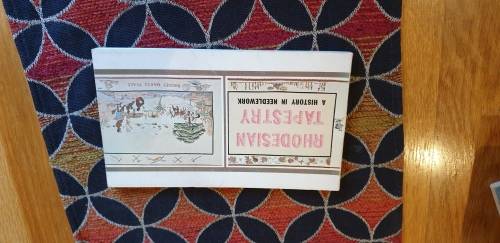 RHODESIAN
TAPESTRY
A HISTORY IN NEEDLEWORK